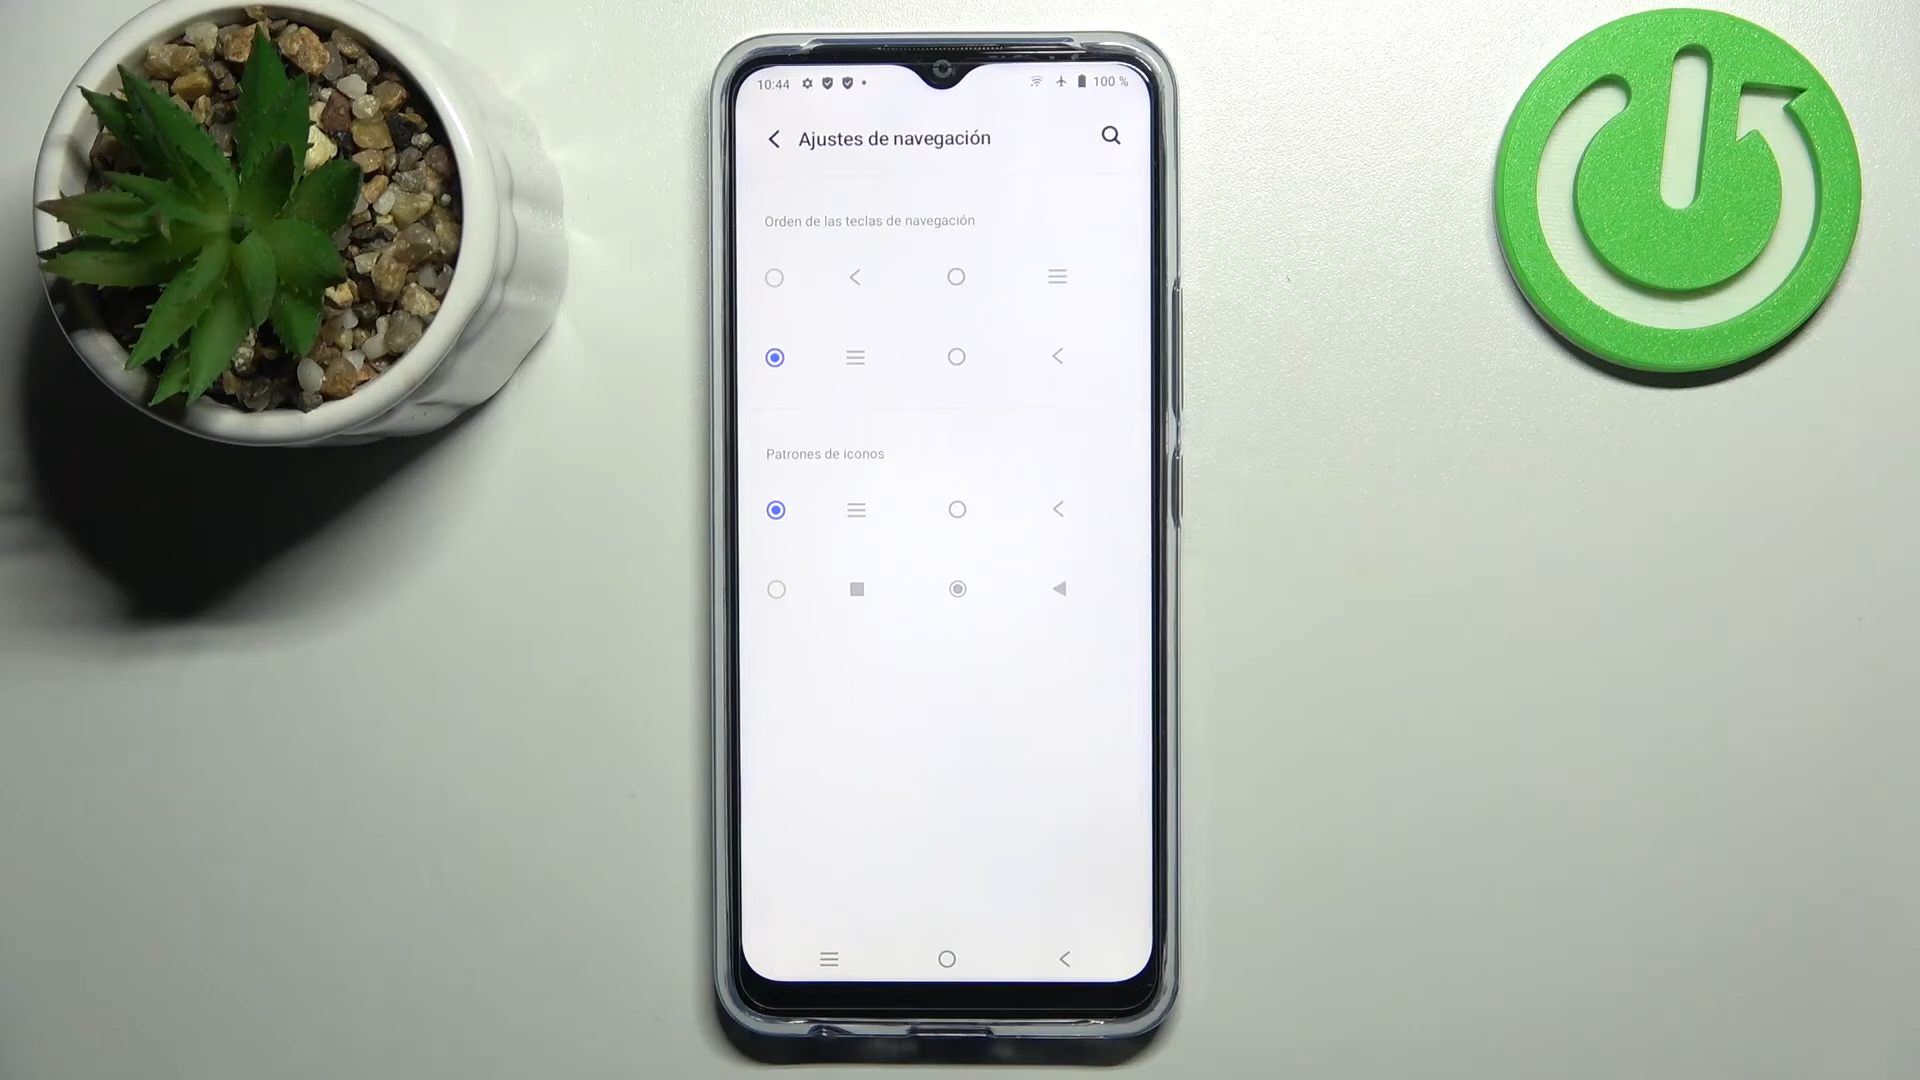 10:44 100 %
Ajustes de navegación
Orden de las teclas de navegación
Patrones de iconos